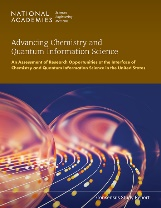 NATIONAL ACADEMIES
Sciences
Engineering
Medicine
Advancing Chemistry and
Quantum Information Science
An Assessment of Research Opportunities at the Interface of
Chemistry and Quantum Information Science in the United States
Consensus Study Report